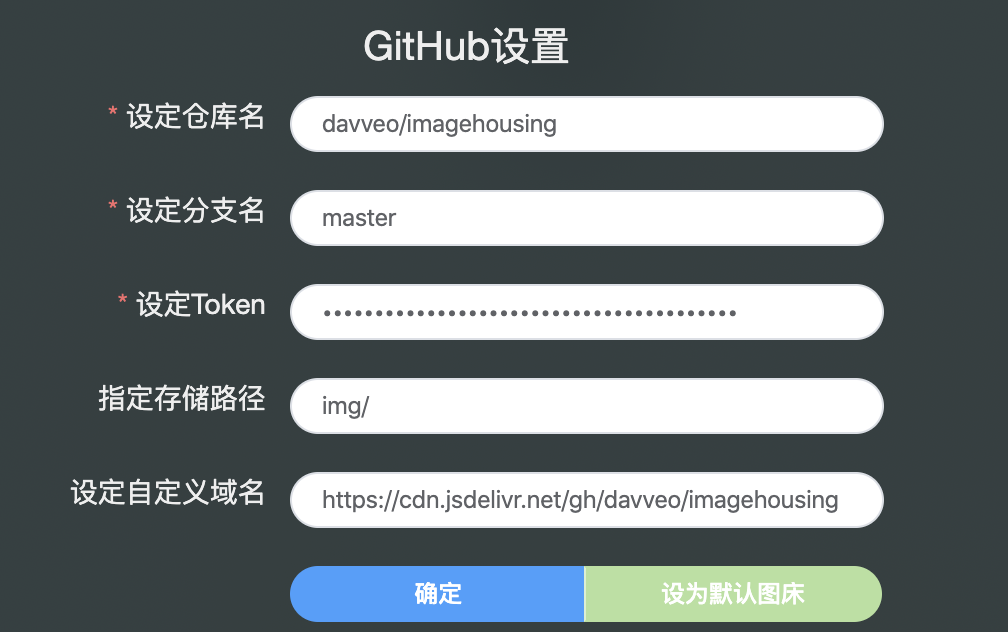 GitHub设置
* 设定仓库名
davveo/imagehousing
* 设定分支名
master
* 设定Token
••••••••••••••••••••••••••••••••••••••••
指定存储路径
img/
设定自定义域名
https://cdn.jsdelivr.net/gh/davveo/imagehousing
确定
设为默认图床